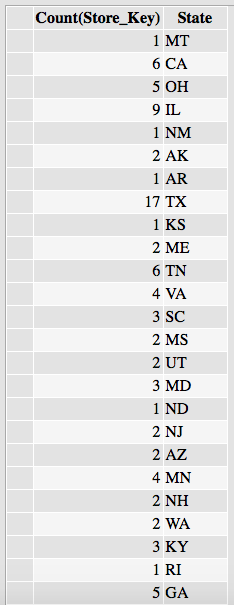 Count(Store_Key) State
1 MT
6 CA
5 OH
9 IL
1 NM
2 AK
1 AR
17 TX
1 KS
2 ME
6 TN
4 VA
3 SC
2 MS
2 UT
3 MD
1 ND
2 NJ
2 AZ
4 MN
2 NH
2 WA
3 KY
1 RI
5 GA